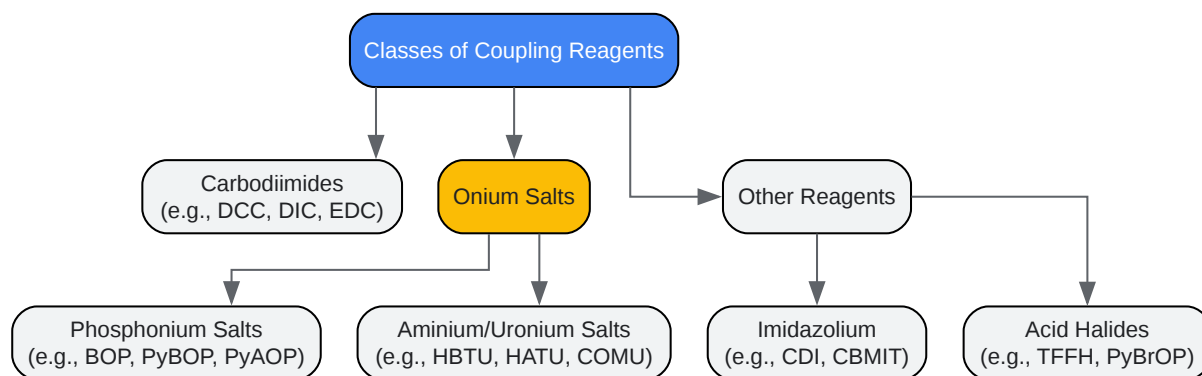 Classes of Coupling Reagents
Carbodiimides
(e.g., DCC, DIC, EDC)
Onium Salts
Other Reagents
Phosphonium Salts
(e.g., BOP, PyBOP, PyAOP)
Aminium/Uronium Salts
(e.g., HBTU, HATU, COMU)
Imidazolium
(e.g., CDI, CBMIT)
Acid Halides
(e.g., TFFH, PyBrOP)